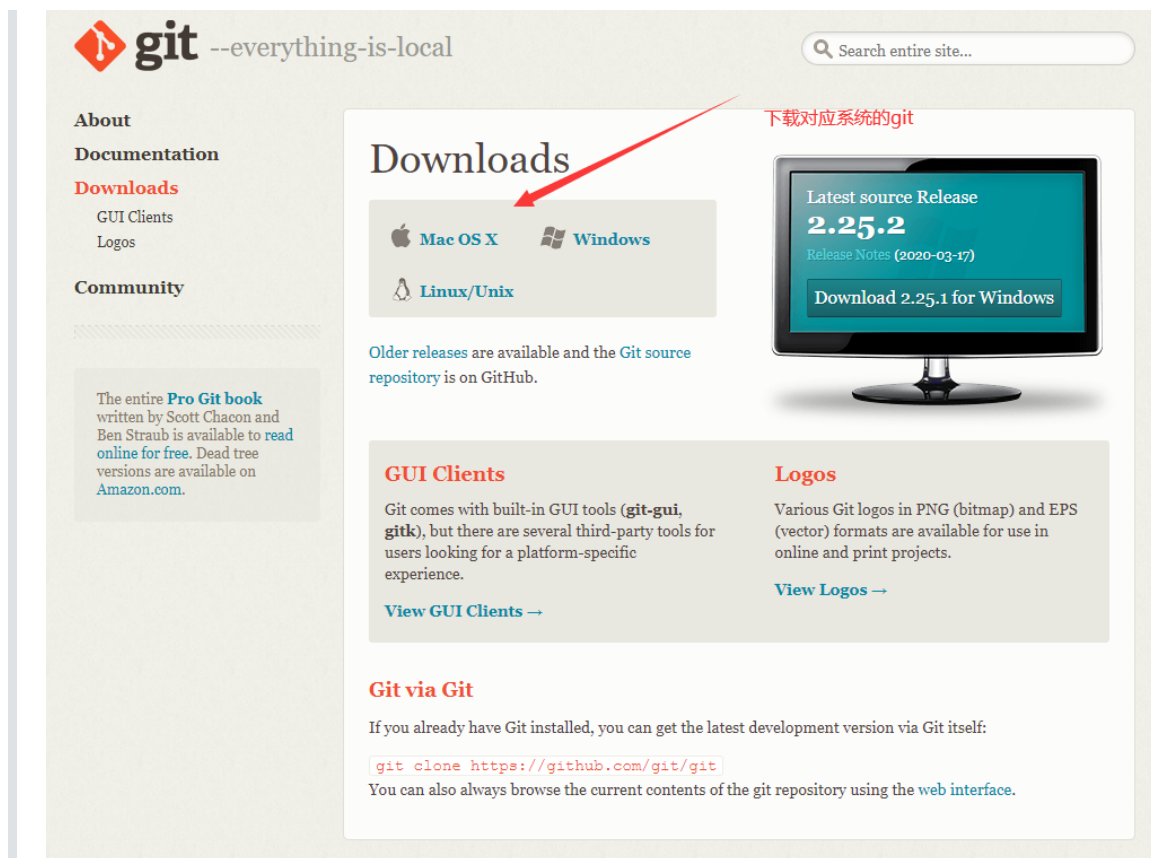 git --everything-is-local
Search entire site...
About
Documentation
Downloads
GUI Clients
Logos
Community
The entire Pro Git book
written by Scott Chacon and
Ben Straub is available to read
online for free. Dead tree
versions are available on
Amazon.com.
下载对应系统的git
Downloads
Mac OS X
Windows
Linux/Unix
Older releases are available and the Git source
repository is on GitHub.
Latest source Release
2.25.2
Release Notes (2020-03-17)
Download 2.25.1 for Windows
GUI Clients
Git comes with built-in GUI tools (git-gui,
gitk), but there are several third-party tools for
users looking for a platform-specific
experience.
View GUI Clients →
Logos
Various Git logos in PNG (bitmap) and EPS
(vector) formats are available for use in
online and print projects.
View Logos →
Git via Git
If you already have Git installed, you can get the latest development version via Git itself:
git clone https://github.com/git/git
You can also always browse the current contents of the git repository using the web interface.